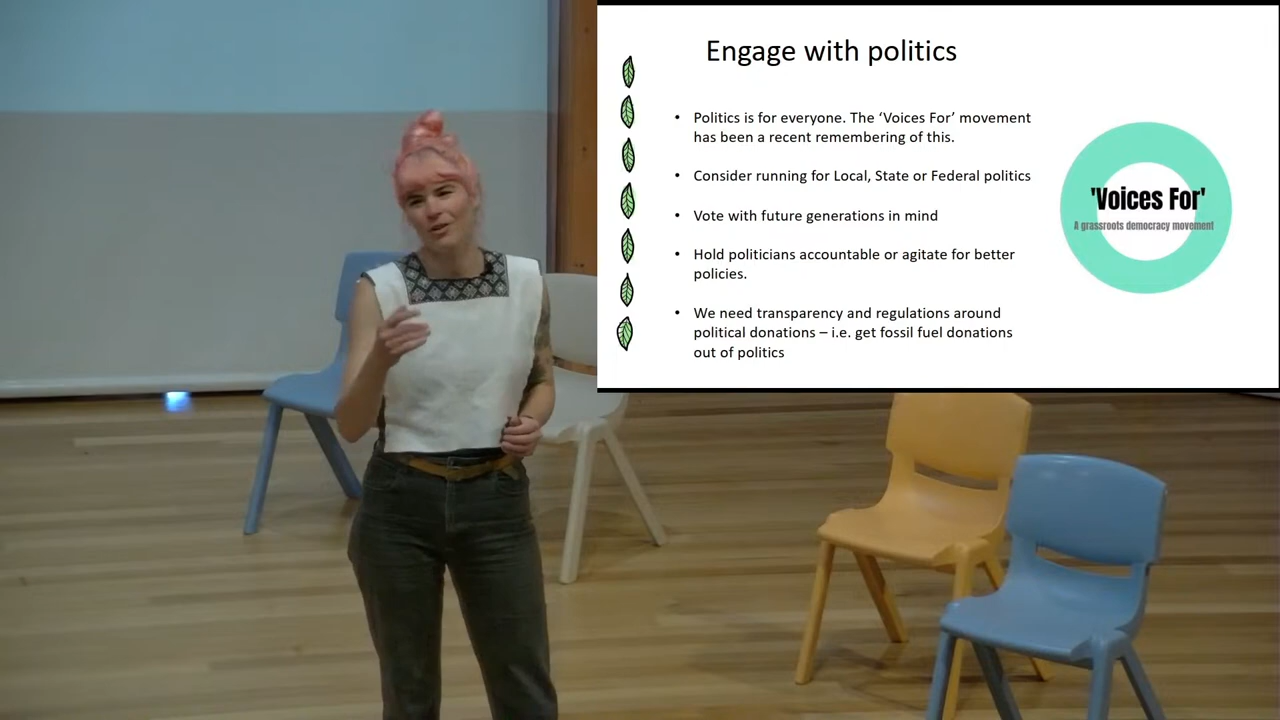 Engage with politics
• Politics is for everyone. The ‘Voices For’ movement
has been a recent remembering of this.
• Consider running for Local, State or Federal politics
• Vote with future generations in mind
• Hold politicians accountable or agitate for better
policies.
• We need transparency and regulations around
political donations – i.e. get fossil fuel donations
out of politics
'Voices For'
A grassroots democracy movement